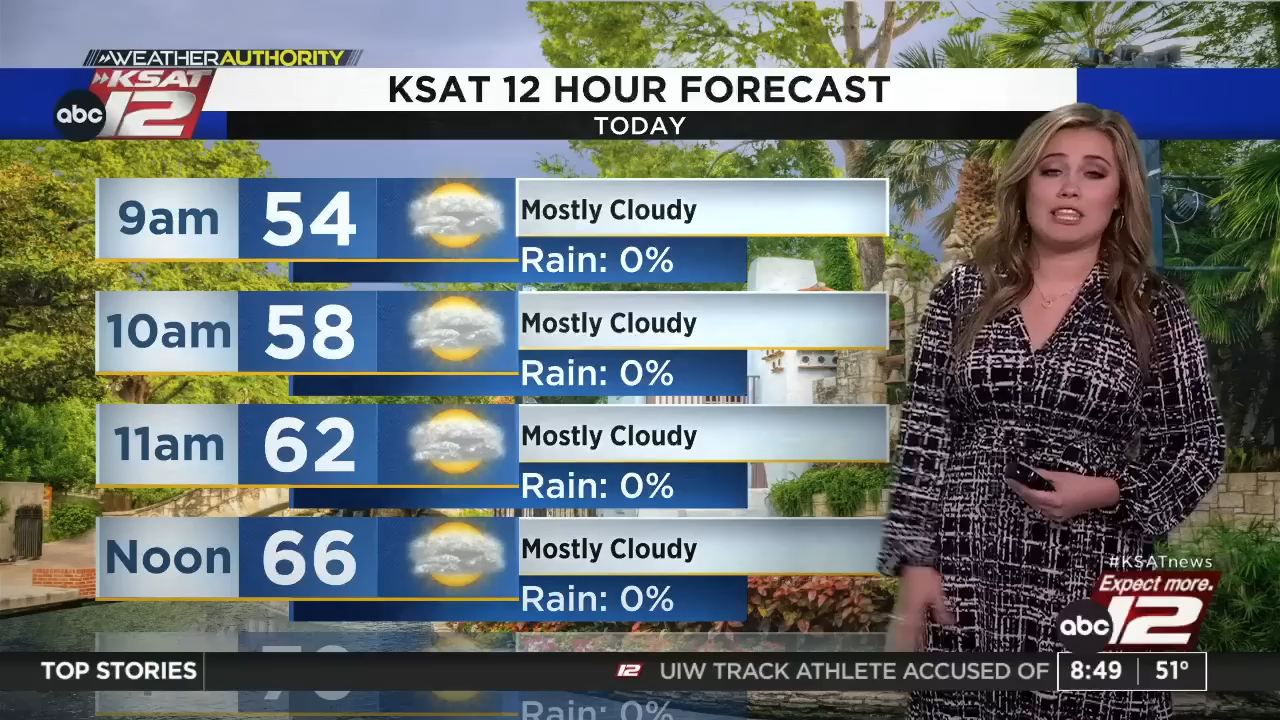 WEATHERAUTHORITY
KSAT
abc 12
KSAT 12 HOUR FORECAST
TODAY
9am 54 Mostly Cloudy
Rain: 0%
10am 58 Mostly Cloudy
Rain: 0%
11am 62 Mostly Cloudy
Rain: 0%
Noon 66 Mostly Cloudy
Rain: 0%
Rain: 0%
#KSATnews
Expect more.
abc 12
TOP STORIES
12 UIW TRACK ATHLETE ACCUSED OF
8:49 51°